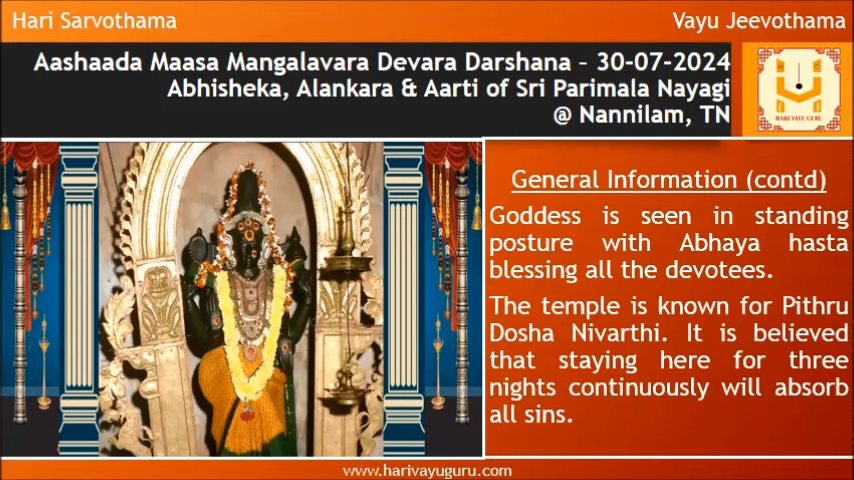 Hari Sarvothama
Vayu Jeevothama
Aashaada Maasa Mangalavara Devara Darshana – 30-07-2024
Abhisheka, Alankara & Aarti of Sri Parimala Nayagi
@ Nannilam, TN
HARI VAYU GURU
General Information (contd)
Goddess is seen in standing
posture with Abhaya hasta
blessing all the devotees.
The temple is known for Pithru
Dosha Nivarthi. It is believed
that staying here for three
nights continuously will absorb
all sins.
www.harivayuguru.com